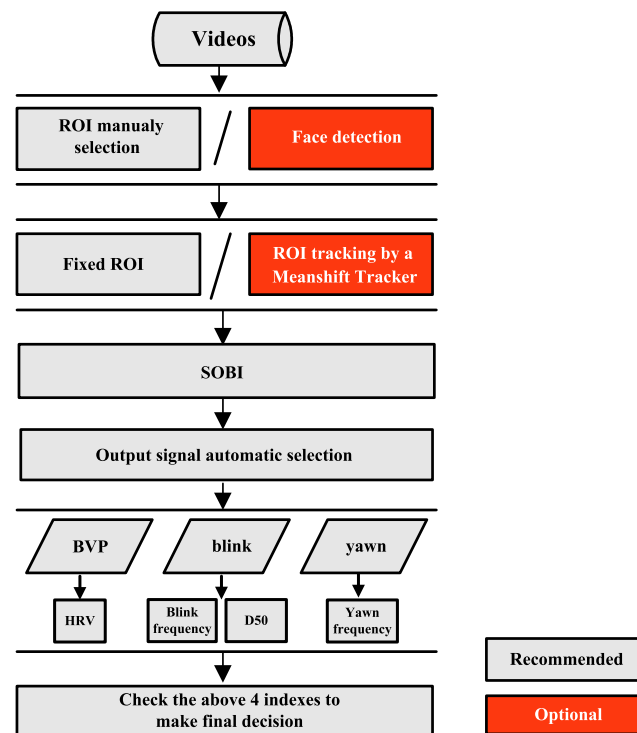 Videos
ROI manualy
selection
Face detection
Fixed ROI
ROI tracking by a
Meanshift Tracker
SOBI
Output signal automatic selection
BVP
blink
yawn
HRV
Blink
frequency
D50
Yawn
frequency
Recommended
Check the above 4 indexes to
make final decision
Optional